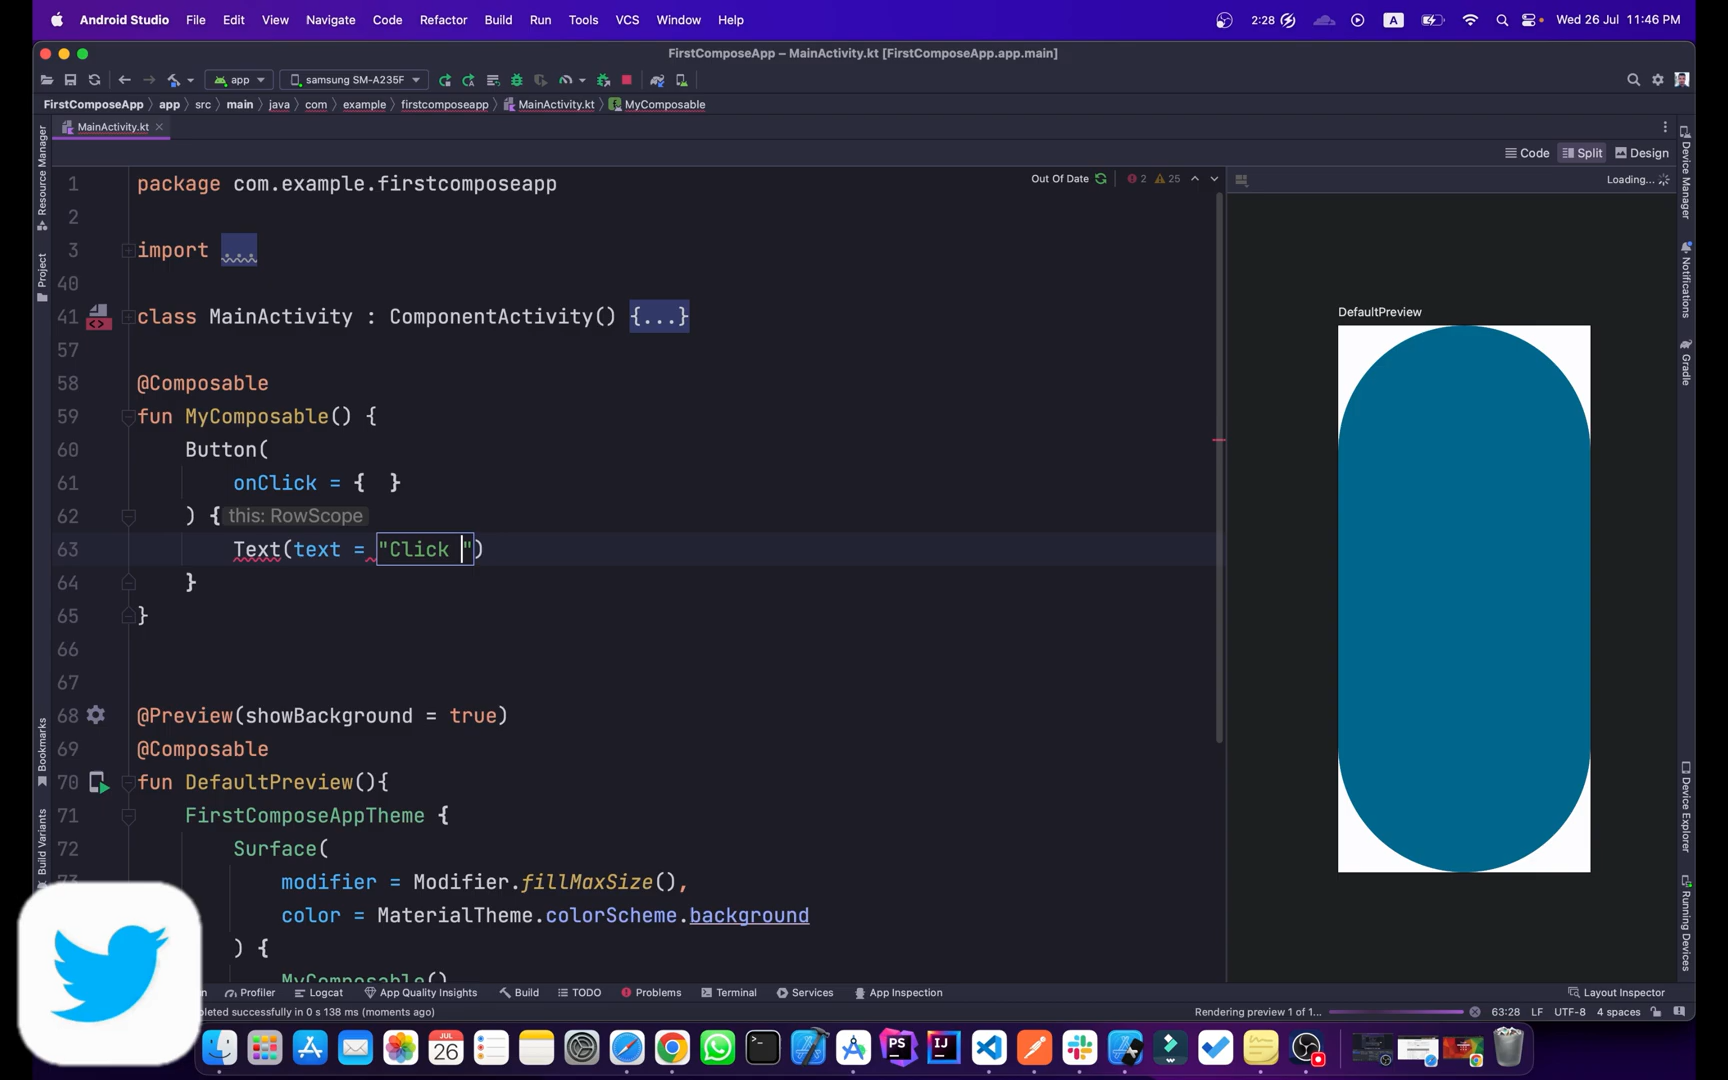 Android Studio File Edit View Navigate Code Refactor Build Run Tools VCS Window Help 2:28 A Wed 26 Jul 11:46 PM
FirstComposeApp – MainActivity.kt [FirstComposeApp.app.main]
app samsung SM-A235F
FirstComposeApp app src main java com example firstcomposeapp MainActivity.kt MyComposable
MainActivity.kt
Code Split Design
Out Of Date 2 25 Loading...
Resource Manager
Project
Bookmarks
Build Variants
1 package com.example.firstcomposeapp
2
3 import ...
40
41 class MainActivity : ComponentActivity() {...}
57
58 @Composable
59 fun MyComposable() {
60 Button(
61 onClick = { }
62 ) { this: RowScope
63 Text(text = "Click ")
64 }
65 }
66
67
68 @Preview(showBackground = true)
69 @Composable
70 fun DefaultPreview(){
71 FirstComposeAppTheme {
72 Surface(
73 modifier = Modifier.fillMaxSize(),
color = MaterialTheme.colorScheme.background
) {
MyComposable()
DefaultPreview
Device Manager
Notifications
Gradle
Device Explorer
Running Devices
Profiler Logcat App Quality Insights Build TODO Problems Terminal Services App Inspection Layout Inspector
pleted successfully in 0 s 138 ms (moments ago) Rendering preview 1 of 1... 63:28 LF UTF-8 4 spaces
JUL
26
PS
IJ